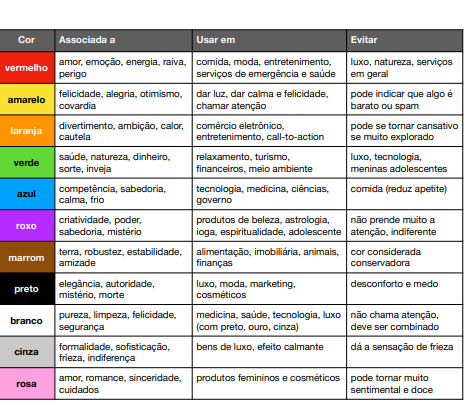 Cor Associada a Usar em Evitar
vermelho amor, emoção, energia, raiva, comida, moda, entretenimento, luxo, natureza, serviços
perigo serviços de emergência e saúde em geral
amarelo felicidade, alegria, otimismo, dar luz, dar calma e felicidade, pode indicar que algo é
covardia chamar atenção barato ou spam
laranja divertimento, ambição, calor, comércio eletrônico, pode se tornar cansativo
cautela entretenimento, call-to-action se muito explorado
verde saúde, natureza, dinheiro, relaxamento, turismo, luxo, tecnologia,
sorte, inveja financeiros, meio ambiente meninas adolescentes
azul competência, sabedoria, tecnologia, medicina, ciências, comida (reduz apetite)
calma, frio governo
roxo criatividade, poder, produtos de beleza, astrologia, não prende muito a
sabedoria, mistério ioga, espiritualidade, adolescente atenção, indiferente
marrom terra, robustez, estabilidade, alimentação, imobiliária, animais, cor considerada
amizade finanças conservadora
preto elegância, autoridade, luxo, moda, marketing, desconforto e medo
mistério, morte cosméticos
branco pureza, limpeza, felicidade, medicina, saúde, tecnologia, luxo não chama atenção,
segurança (com preto, ouro, cinza) deve ser combinado
cinza formalidade, sofisticação, bens de luxo, efeito calmante dá a sensação de frieza
frieza, indiferença
rosa amor, romance, sinceridade, produtos femininos e cosméticos pode tornar muito
cuidados sentimental e doce